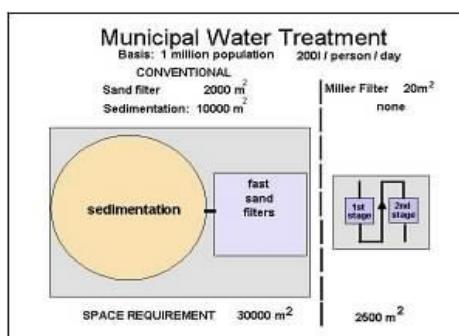 Municipal Water Treatment
Basis: 1 million population 200l / person / day
CONVENTIONAL
Sand filter 2000 m²
Sedimentation: 10000 m²
Miller Filter 20m²
none
sedimentation
fast
sand
filters
1st
stage
2nd
stage
SPACE REQUIREMENT 30000 m²
2500 m²